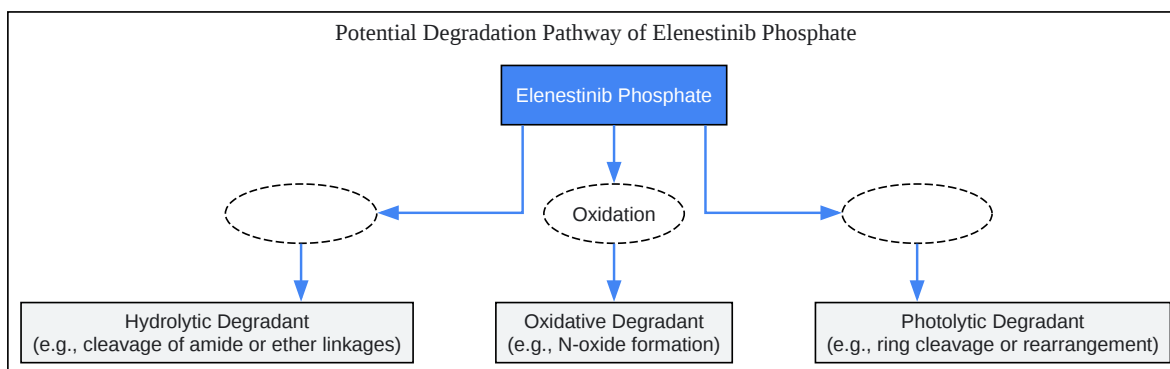 Potential Degradation Pathway of Elenestinib Phosphate
Elenestinib Phosphate
Oxidation
Hydrolytic Degradant
(e.g., cleavage of amide or ether linkages)
Oxidative Degradant
(e.g., N-oxide formation)
Photolytic Degradant
(e.g., ring cleavage or rearrangement)